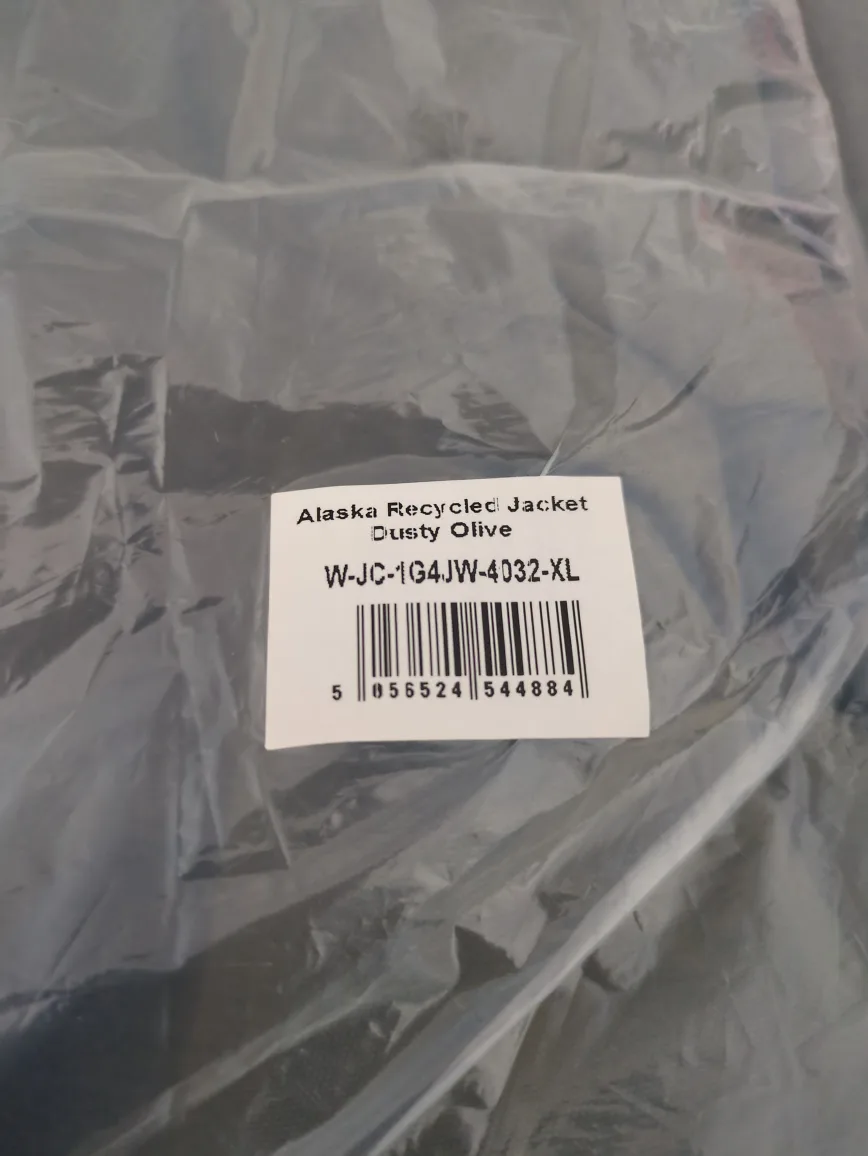 Alaska Recycled Jacket
Dusty Olive
W-JC-1G4JW-4032-XL
5 056524 544884